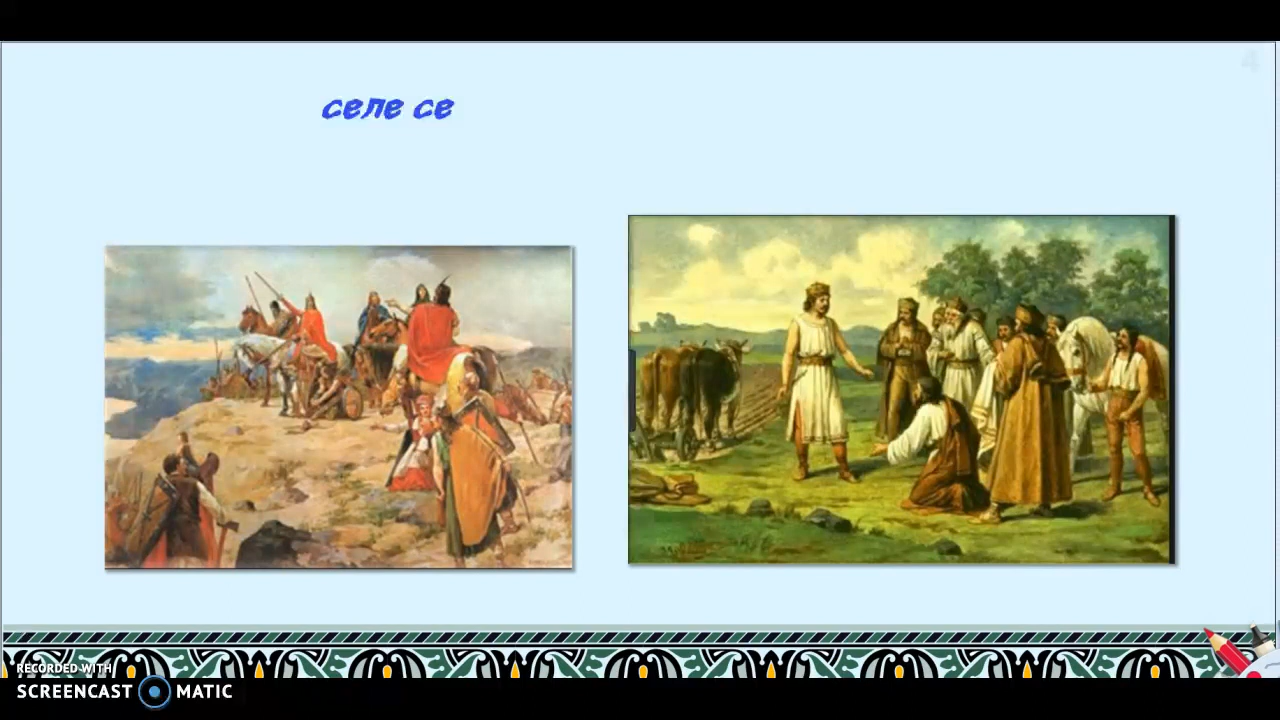 селе се
RECORDED WITH
SCREENCAST MATIC